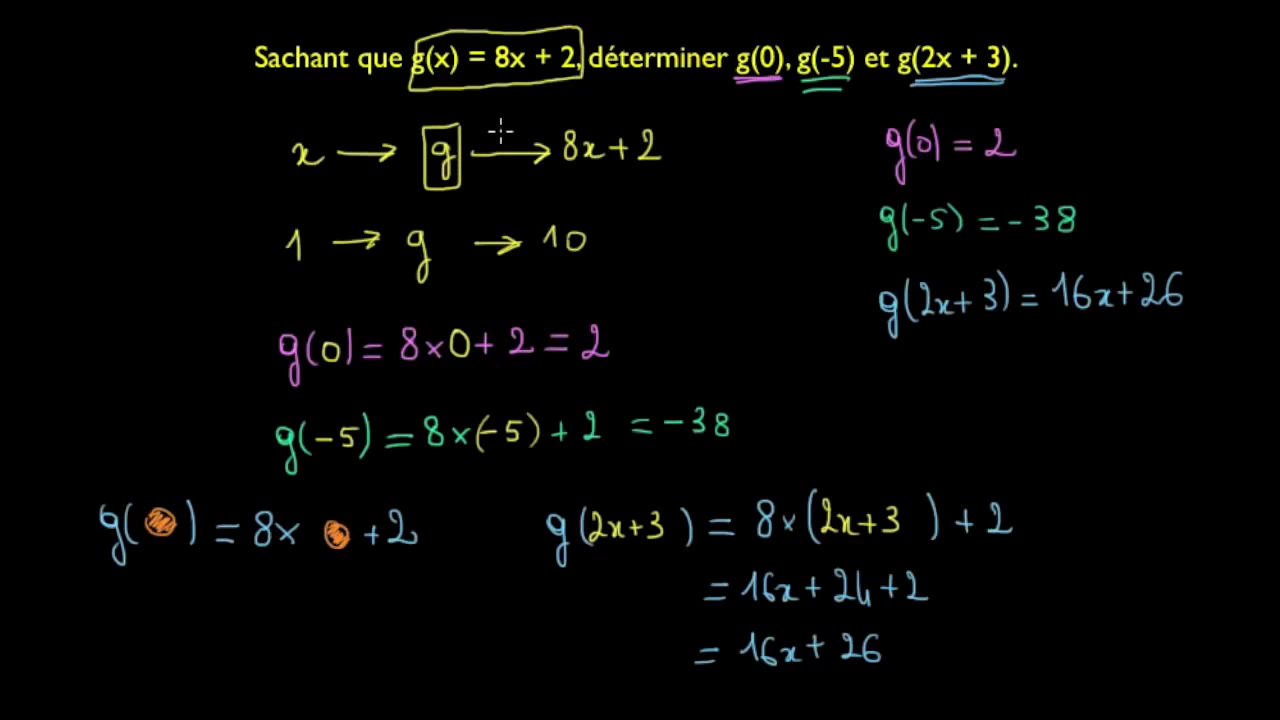 Sachant que g(x) = 8x + 2, déterminer g(0), g(-5) et g(2x + 3).
x → g → 8x+2
1 → g → 10
g(0) = 8×0+2 = 2
g(-5) = 8×(-5)+2 = -38
g( ) = 8× +2
g(2x+3) = 8×(2x+3)+2
= 16x+24+2
= 16x+26
g(0) = 2
g(-5) = -38
g(2x+3) = 16x+26